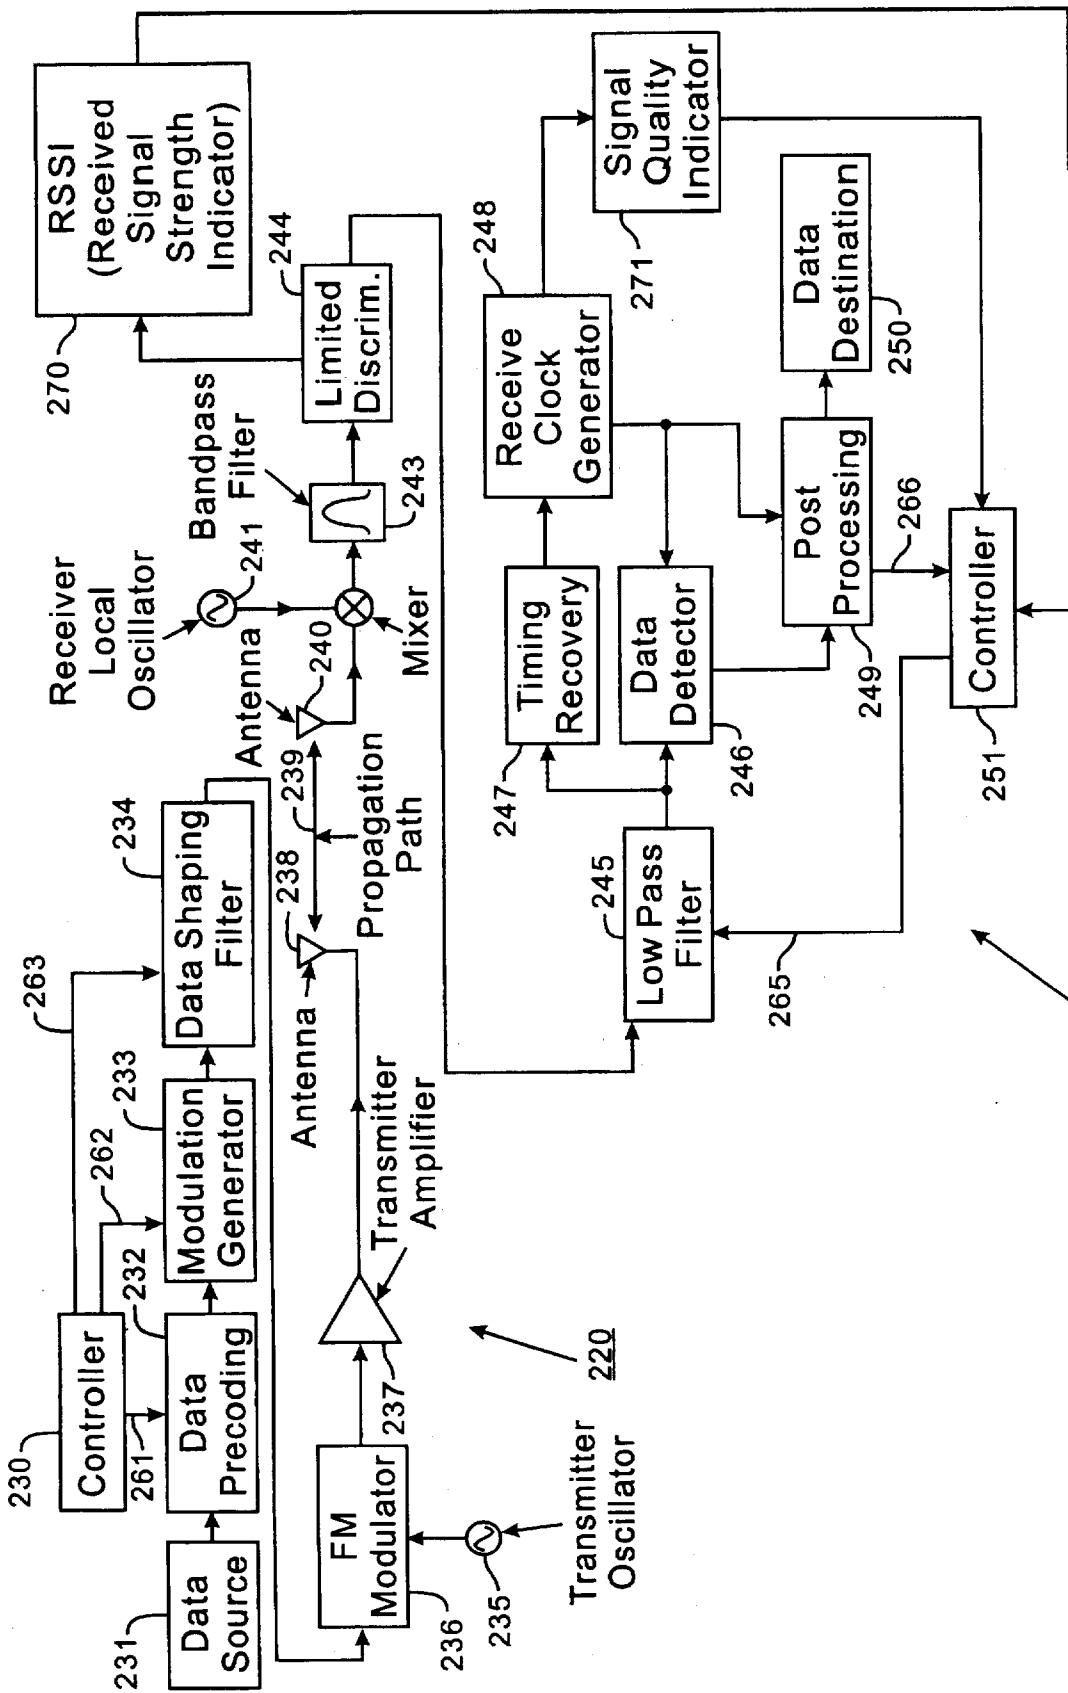 230
Controller
263
262
261
231
Data
Source
232
Data
Precoding
233
Modulation
Generator
234
Data Shaping
Filter
FM
Modulator
236
235
Transmitter
Oscillator
237
Transmitter
Amplifier
220
Antenna
238
239
Propagation
Path
Antenna
240
Receiver
Local
Oscillator
241
Mixer
Bandpass
Filter
243
Limited
Discrim.
244
270
RSSI
(Received
Signal
Strength
Indicator)
245
Low Pass
Filter
265
247
Timing
Recovery
Data
Detector
246
Receive
Clock
Generator
248
Signal
Quality
Indicator
271
Post
Processing
249
266
Data
Destination
250
Controller
251